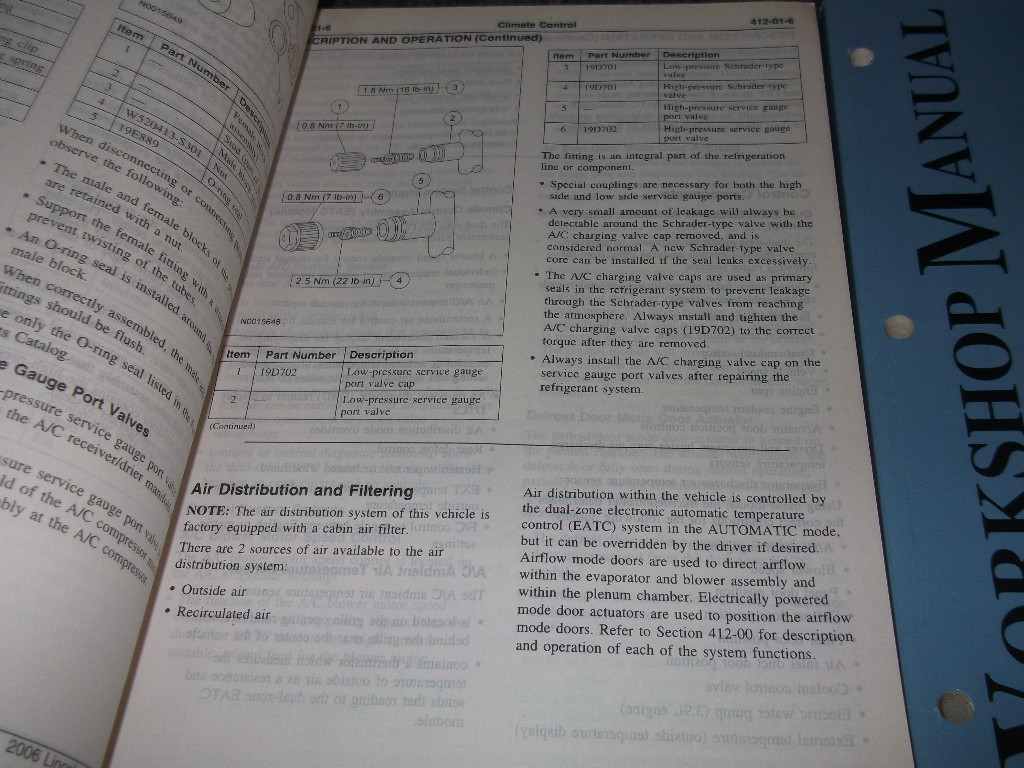 N0015649
Item Part Number
1 —
2 —
3 —
4 W520413-S301 Nut
5 19E889 O-ring seal
When disconnecting or connecting
observe the following:
• The male and female blocks of the
are retained with a nut.
• Support the female fitting with a
prevent twisting of the tubes.
• An O-ring seal is installed around
male block.
When correctly assembled, the male
fittings should be flush.
only the O-ring seal listed in the
Catalog.
Gauge Port Valves
-pressure service gauge port
the A/C receiver/drier
service gauge port valve
of the A/C compressor
at the A/C compressor
2006
Climate Control
412-01-6
DESCRIPTION AND OPERATION (Continued)
1.8 Nm (16 lb-in) 3
1
0.8 Nm (7 lb-in)
2
5
0.8 Nm (7 lb-in) 6
2.5 Nm (22 lb-in) 4
N0015648
Item Part Number Description
1 19D702 Low-pressure service gauge
port valve cap
2 — Low-pressure service gauge
port valve
(Continued)
Item Part Number Description
3 19D701 Low-pressure Schrader-type
valve
4 19D701 High-pressure Schrader-type
valve
5 — High-pressure service gauge
port valve
6 19D702 High-pressure service gauge
port valve
The fitting is an integral part of the refrigeration
line or component.
• Special couplings are necessary for both the high
side and low side service gauge ports.
• A very small amount of leakage will always be
detectable around the Schrader-type valve with the
A/C charging valve cap removed, and is
considered normal. A new Schrader-type valve
core can be installed if the seal leaks excessively.
• The A/C charging valve caps are used as primary
seals in the refrigerant system to prevent leakage
through the Schrader-type valves from reaching
the atmosphere. Always install and tighten the
A/C charging valve caps (19D702) to the correct
torque after they are removed.
• Always install the A/C charging valve cap on the
service gauge port valves after repairing the
refrigerant system.
Air Distribution and Filtering
NOTE: The air distribution system of this vehicle is
factory equipped with a cabin air filter.
There are 2 sources of air available to the air
distribution system:
• Outside air
• Recirculated air
Air distribution within the vehicle is controlled by
the dual-zone electronic automatic temperature
control (EATC) system in the AUTOMATIC mode,
but it can be overridden by the driver if desired.
Airflow mode doors are used to direct airflow
within the evaporator and blower assembly and
within the plenum chamber. Electrically powered
mode door actuators are used to position the airflow
mode doors. Refer to Section 412-00 for description
and operation of each of the system functions.
WORKSHOP MANUAL